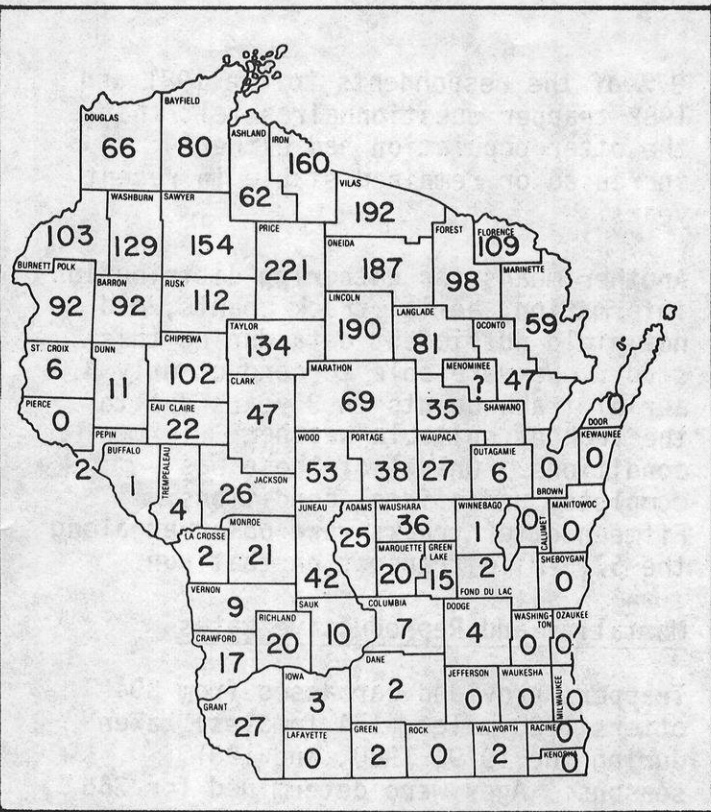 BAYFIELD
DOUGLAS
66
80
ASHLAND
IRON
160
62
VILAS
192
WASHBURN
SAWYER
103
129
154
PRICE
221
ONEIDA
187
FOREST
98
FLORENCE
109
MARINETTE
59
BURNETT
POLK
92
BARRON
92
RUSK
112
LINCOLN
190
LANGLADE
81
OCONTO
47
TAYLOR
134
ST. CROIX
6
DUNN
11
CHIPPEWA
102
CLARK
47
MARATHON
69
MENOMINEE
?
35
SHAWANO
PIERCE
0
PEPIN
2
EAU CLAIRE
22
DOOR
0
KEWAUNEE
0
BUFFALO
1
TREMPEALEAU
4
26
JACKSON
WOOD
53
PORTAGE
38
WAUPACA
27
OUTAGAMIE
6
0
BROWN
LA CROSSE
2
MONROE
21
JUNEAU
42
ADAMS
25
WAUSHARA
36
WINNEBAGO
1
0
CALUMET
MANITOWOC
0
MARQUETTE
20
GREEN
LAKE
15
2
FOND DU LAC
SHEBOYGAN
0
VERNON
9
SAUK
10
COLUMBIA
7
DODGE
4
WASHING-
TON
0
OZAUKEE
0
CRAWFORD
17
RICHLAND
20
IOWA
3
DANE
2
JEFFERSON
0
WAUKESHA
0
MILWAUKEE
0
GRANT
27
LAFAYETTE
0
GREEN
2
ROCK
0
WALWORTH
2
RACINE
0
KENOSHA
0